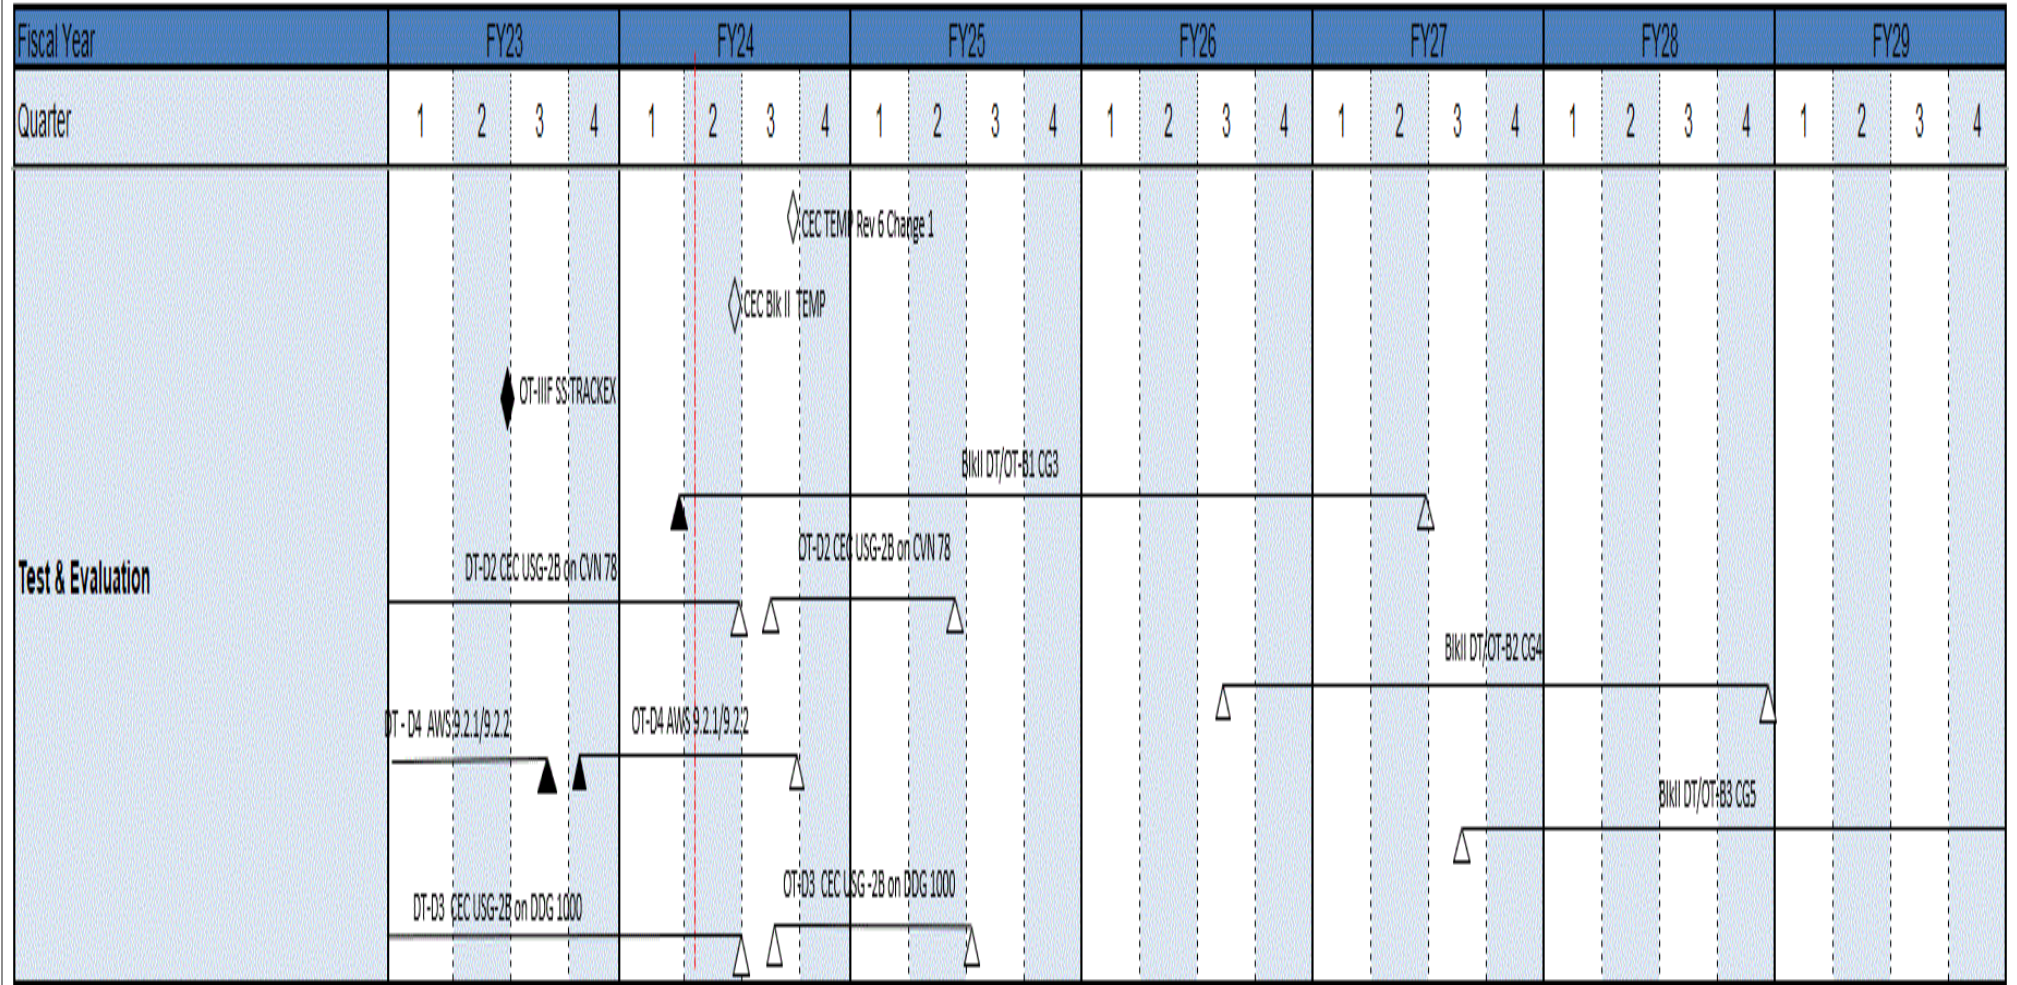 Fiscal Year FY23 FY24 FY25 FY26 FY27 FY28 FY29
Quarter 1 2 3 4 1 2 3 4 1 2 3 4 1 2 3 4 1 2 3 4 1 2 3 4 1 2 3 4
CEC TEMP Rev 6 Change 1
CEC Blk II TEMP
OT-IIIF SS TRACKEX
BlkII DT/OT-B1 CG3
DT-D2 CEC USG-2B on CVN 78
OT-D2 CEC USG-2B on CVN 78
Test & Evaluation
BlkII DT/OT-B2 CG4
DT - D4 AWS 9.2.1/9.2.2
OT-D4 AWS 9.2.1/9.2.2
BlkII DT/OT-B3 CG5
DT-D3 CEC USG-2B on DDG 1000
OT-D3 CEC USG -2B on DDG 1000